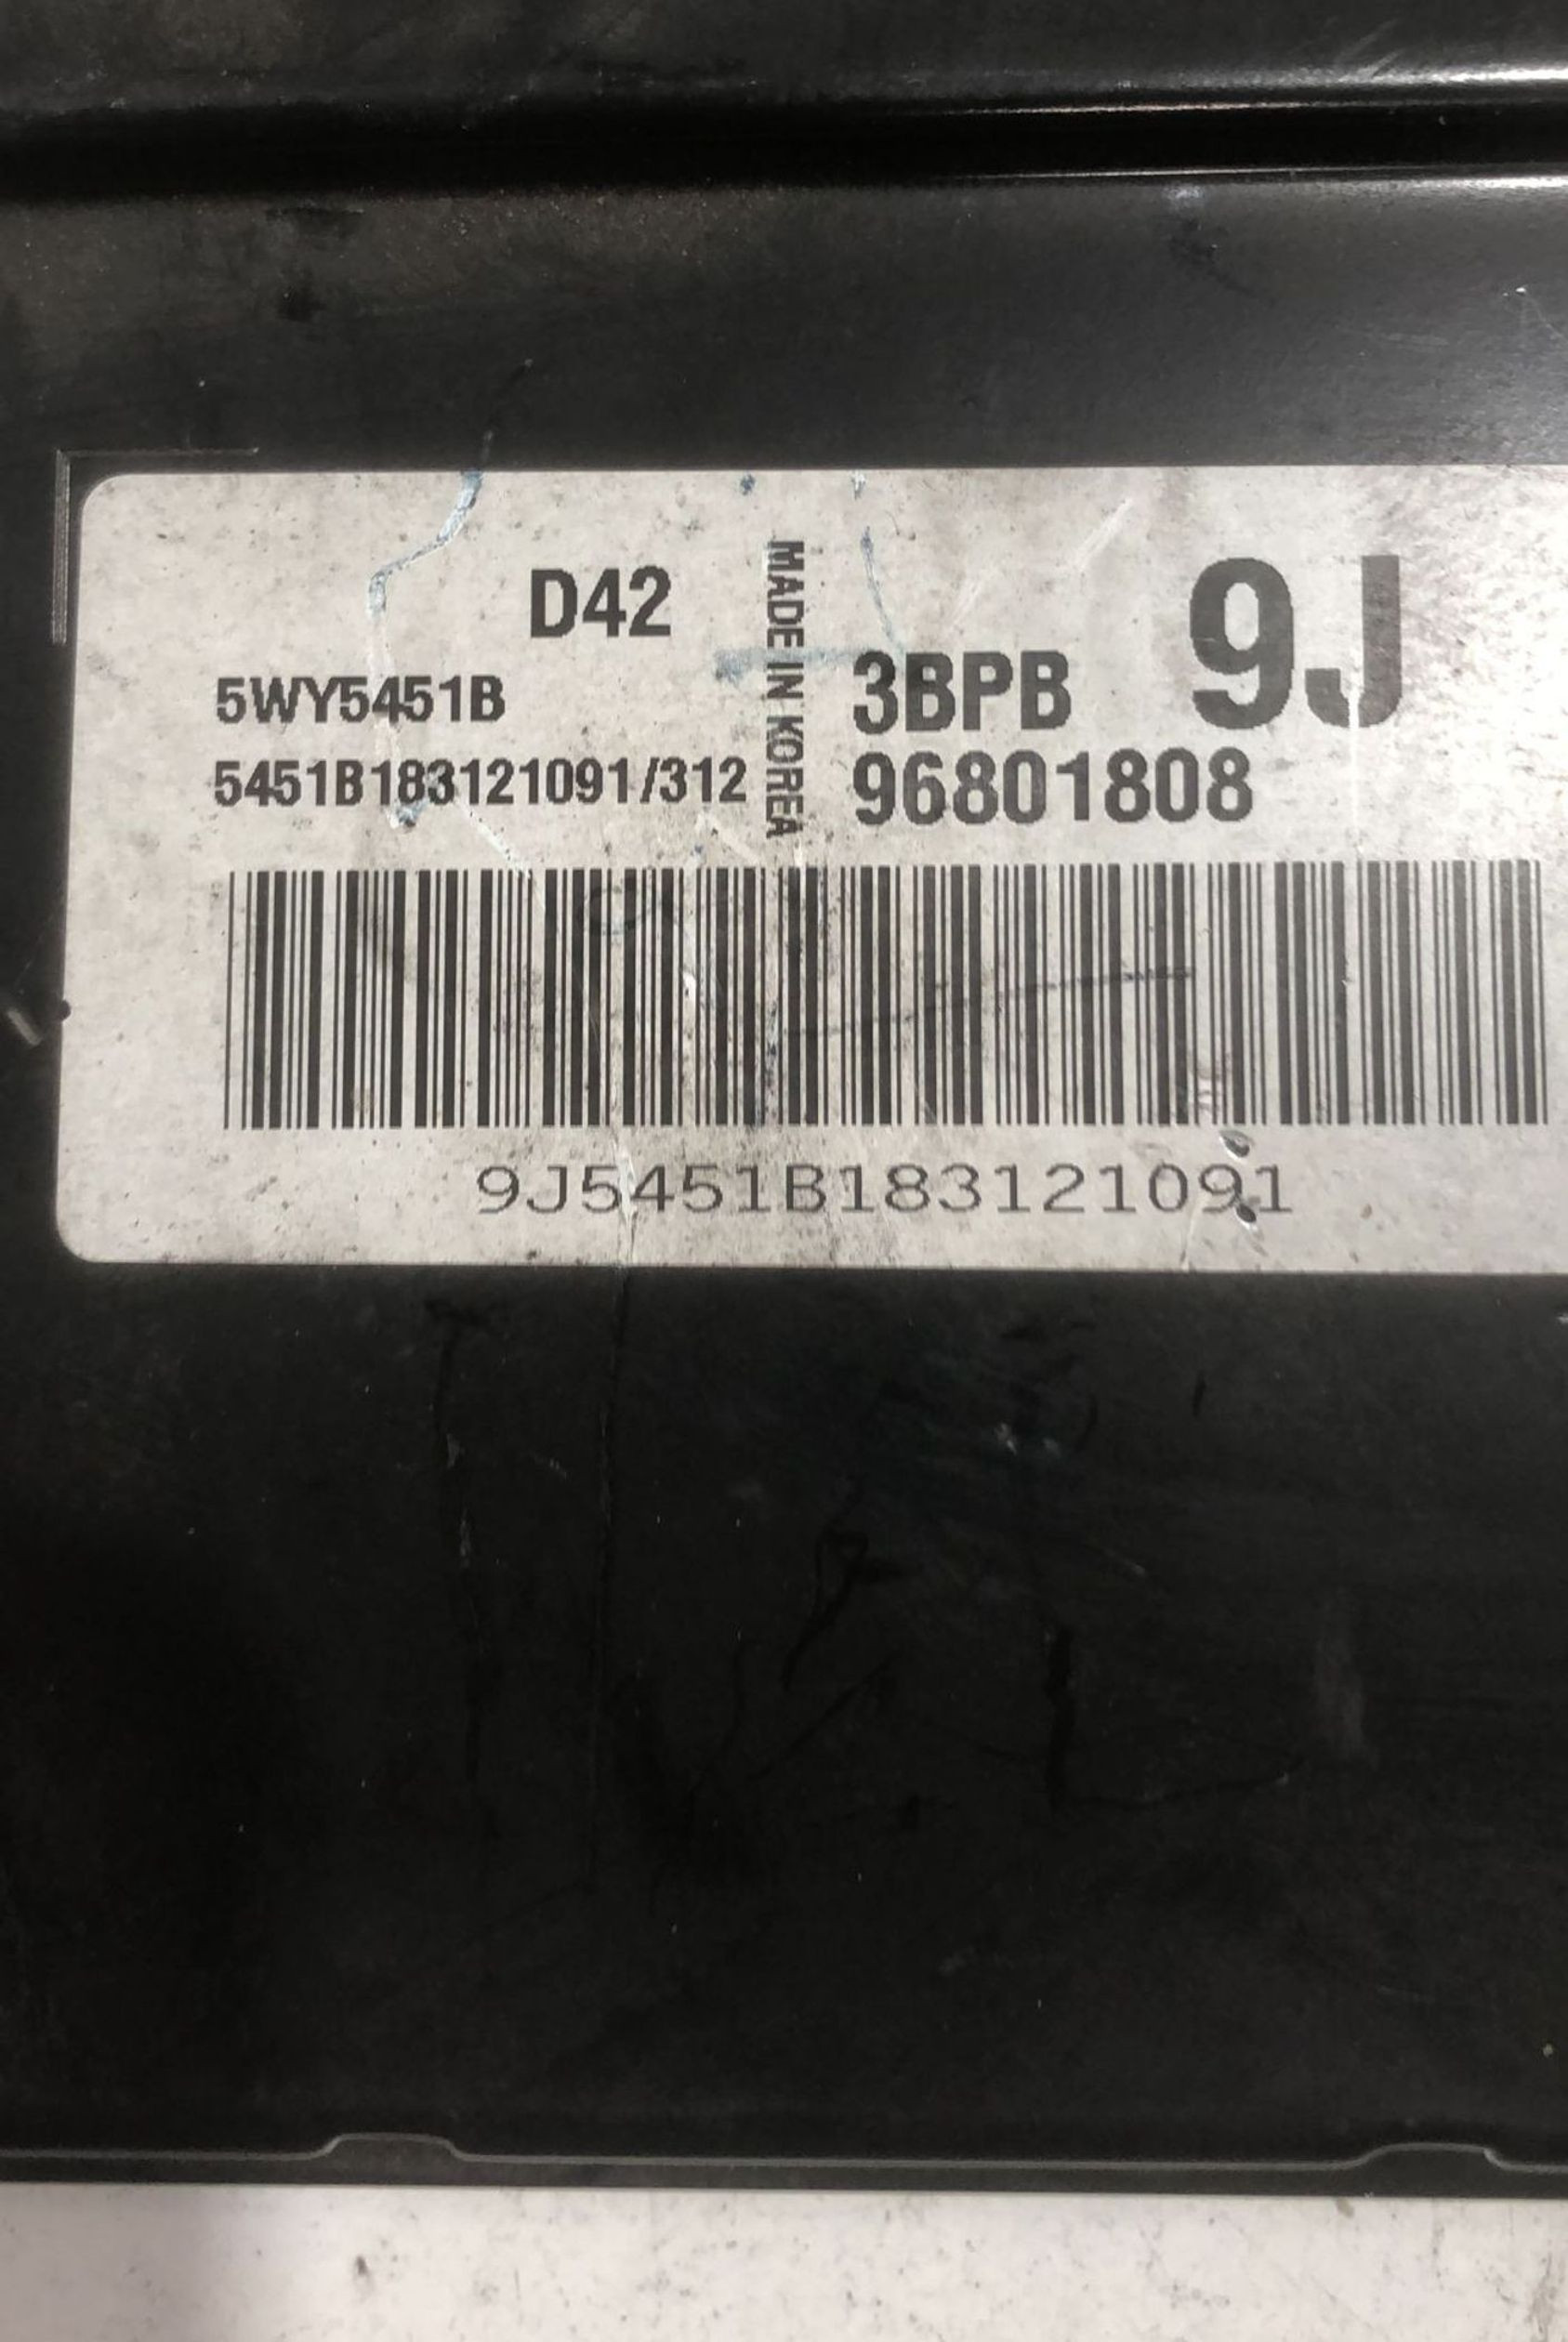 D42
5WY5451B
5451B183121091/312
MADE IN KOREA
9J
3BPB
96801808
9J5451B183121091